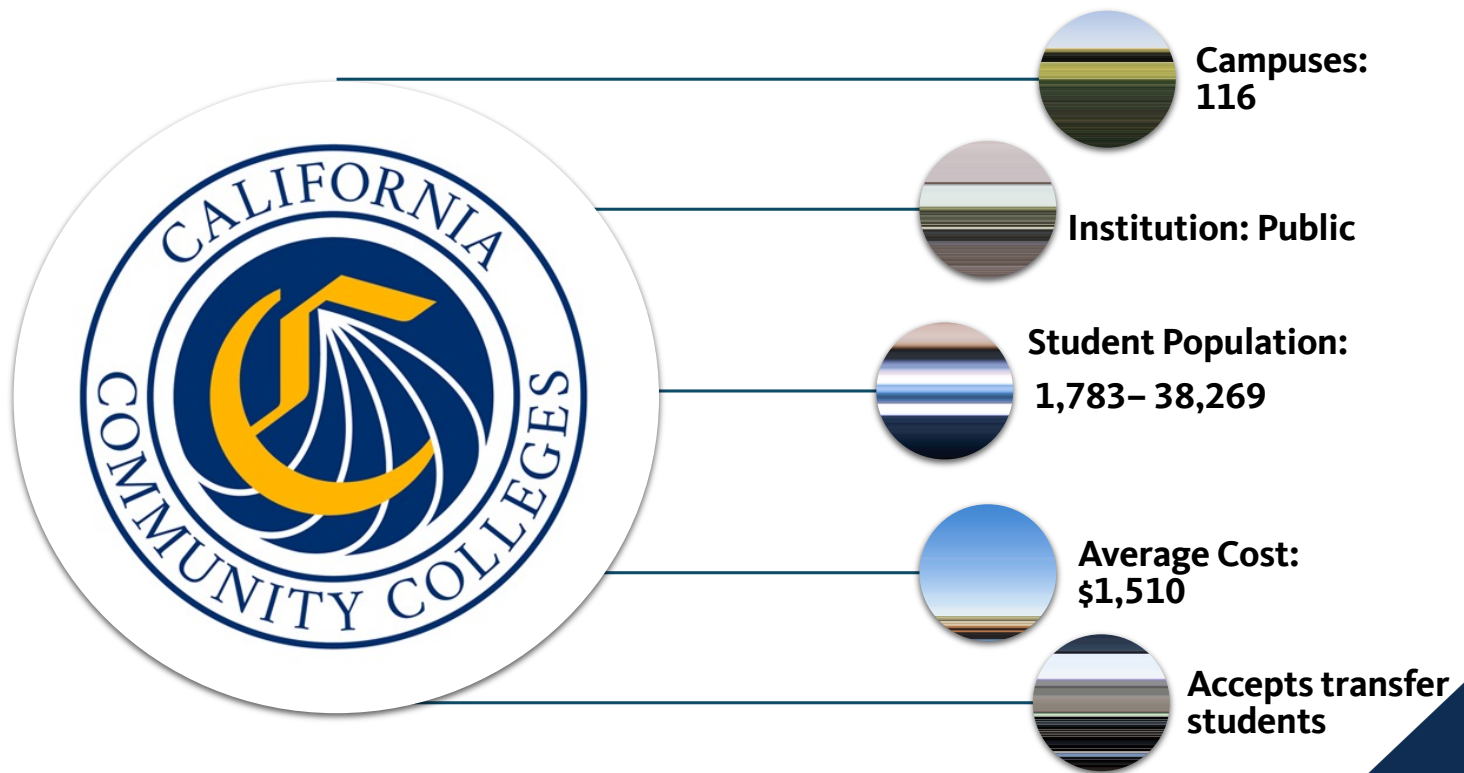 CALIFORNIA
COMMUNITY COLLEGES
Campuses:
116
Institution: Public
Student Population:
1,783– 38,269
Average Cost:
$1,510
Accepts transfer
students